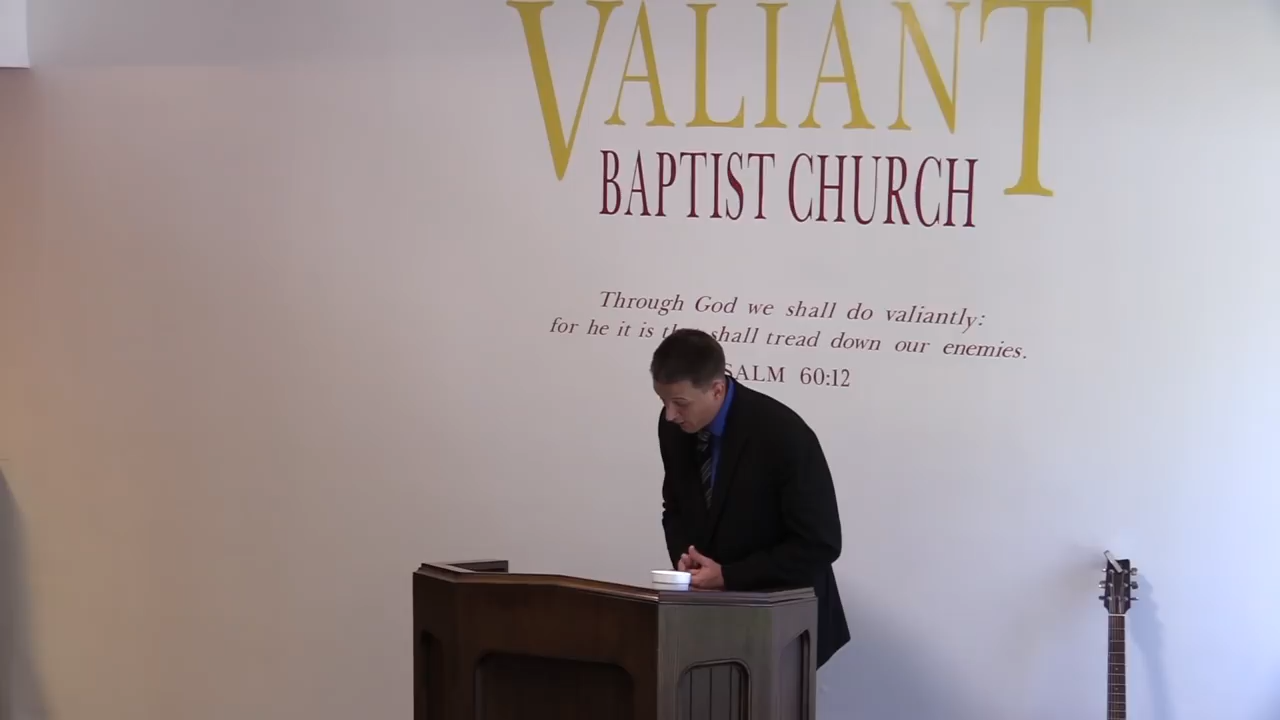 VALIANT
BAPTIST CHURCH
Through God we shall do valiantly:
for he it is shall tread down our enemies.
SALM 60:12